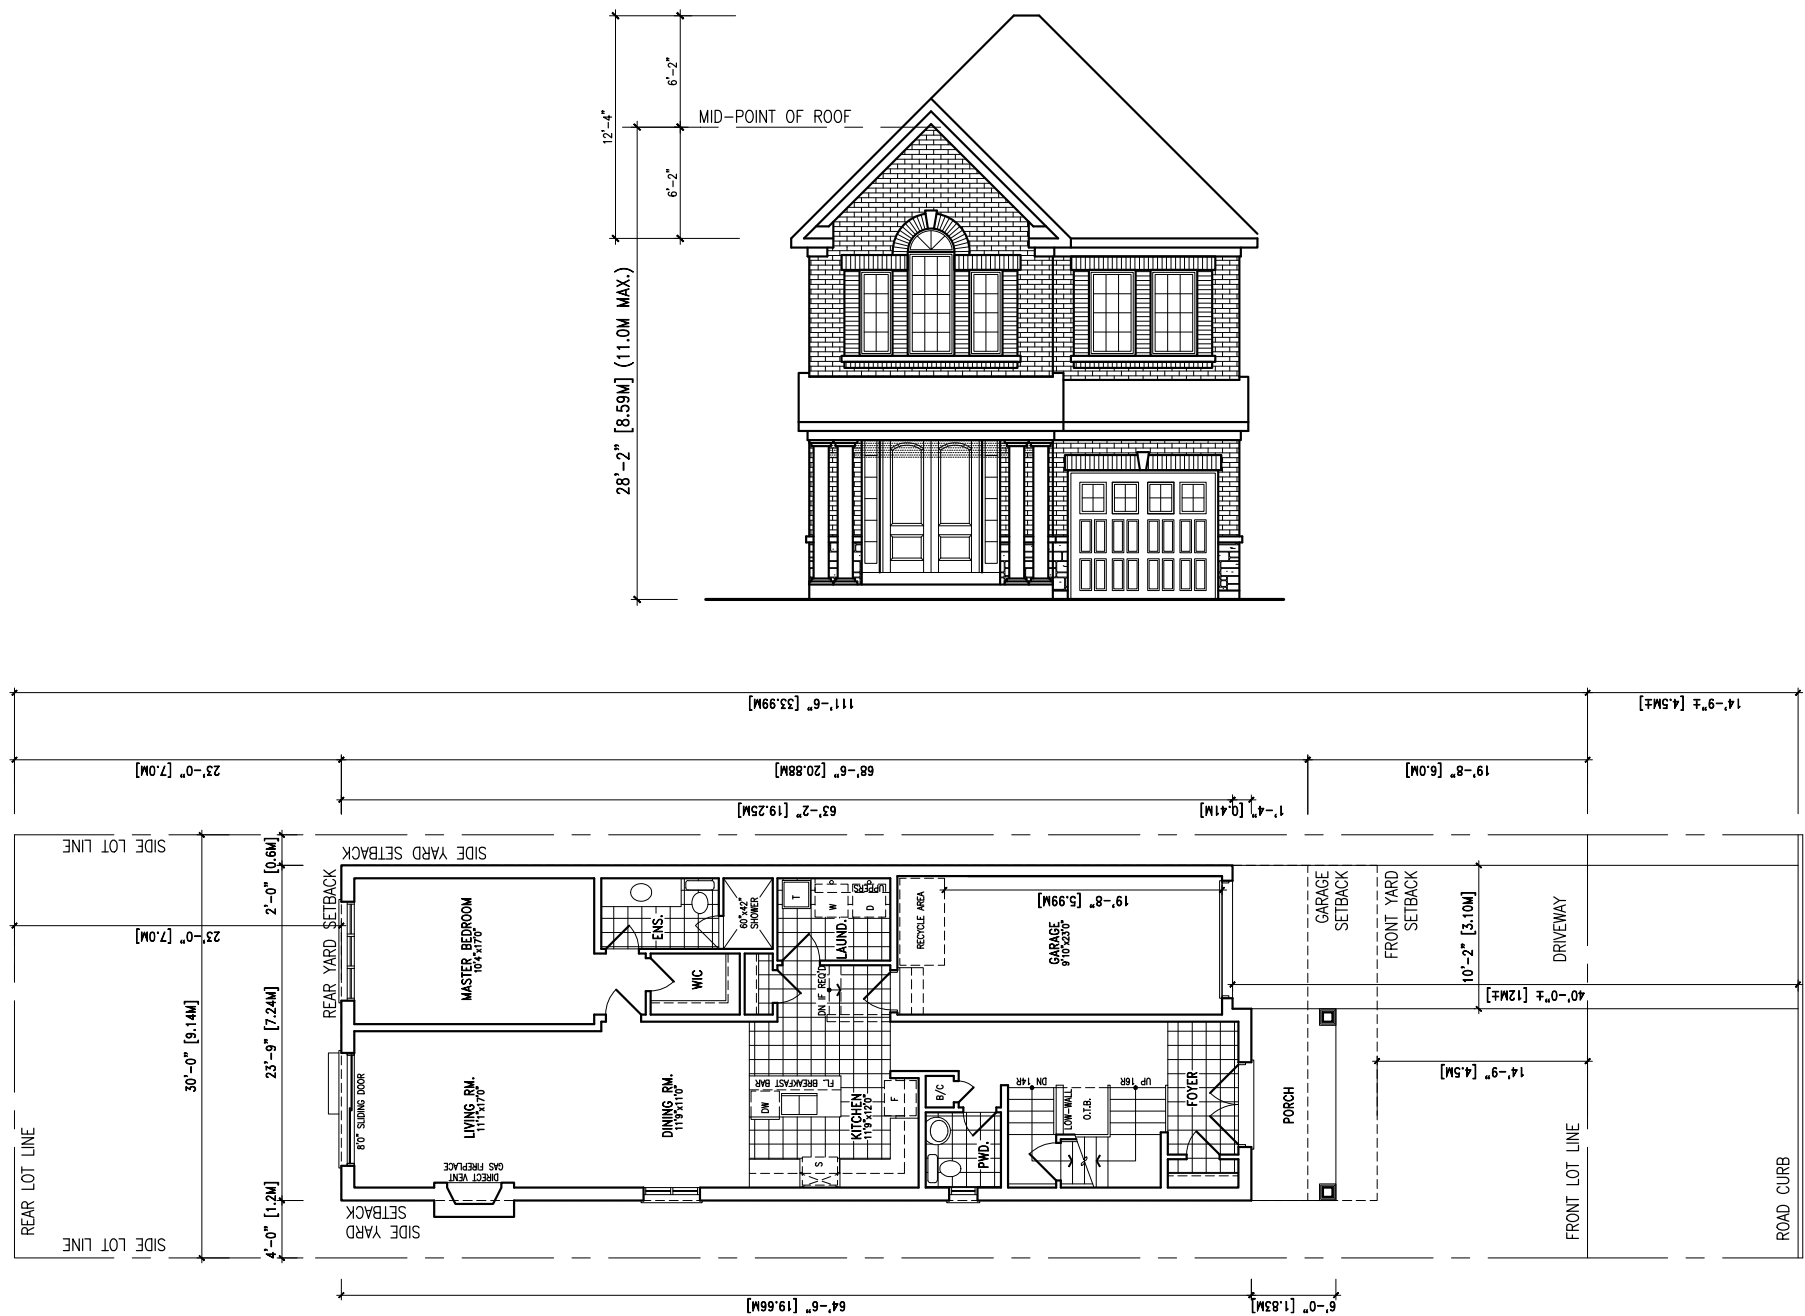 12'-4"
6'-2"
MID-POINT OF ROOF
6'-2"
28'-2" [8.59M] (11.0M MAX.)
111'-6" [33.99M]
14'-9"± [4.5M±]
23'-0" [7.0M]
68'-6" [20.88M]
19'-8" [6.0M]
63'-2" [19.25M]
1'-4" [0.41M]
SIDE LOT LINE
2'-0" [0.6M]
SIDE YARD SETBACK
REAR YARD SETBACK
23'-0" [7.0M]
30'-0" [9.14M]
23'-9" [7.24M]
4'-0" [1.2M]
MASTER BEDROOM
10'4"x17'0"
ENS.
60"x42"
SHOWER
WIC
T
W
D
UPPERS
LAUND.
DN IF REQ'D
RECYCLE AREA
19'-8" [5.99M]
GARAGE
9'10"x23'0"
GARAGE
SETBACK
FRONT YARD
SETBACK
10'-2" [3.10M]
DRIVEWAY
40'-0"± [12M±]
14'-9" [4.5M]
8'0" SLIDING DOOR
LIVING RM.
11'1"x17'0"
DIRECT VENT
GAS FIREPLACE
DINING RM.
11'9"x11'0"
FL. BREAKFAST BAR
DW
KITCHEN
11'9"x12'0"
F
S
B/C
PWD.
DN 14R
UP 16R
LOW-WALL
O.T.B.
FOYER
PORCH
REAR LOT LINE
SIDE LOT LINE
SIDE YARD
SETBACK
FRONT LOT LINE
ROAD CURB
64'-6" [19.66M]
6'-0" [1.83M]